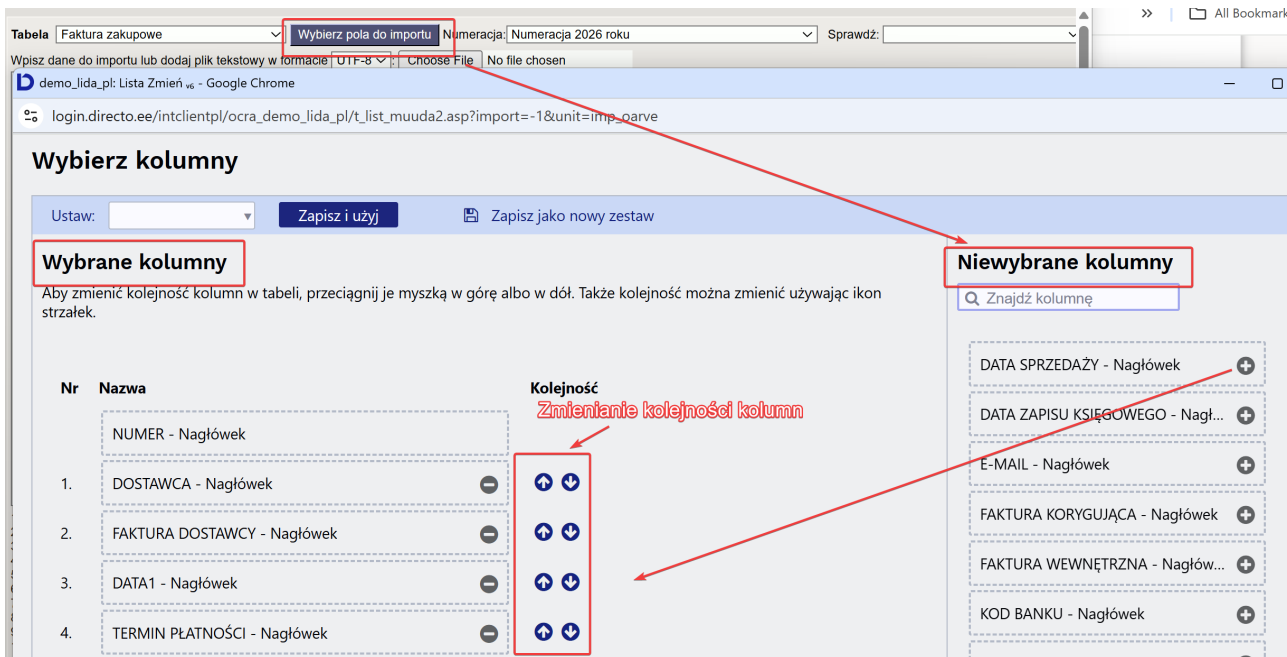 All Bookmark
Tabela Faktura zakupowe Wybierz pola do importu Numeracja: Numeracja 2026 roku Sprawdź:
Wpisz dane do importu lub dodaj plik tekstowy w formacie UTF-8 : Choose File No file chosen
demo_lida_pl: Lista Zmień v6 - Google Chrome
login.directo.ee/intclientpl/ocra_demo_lida_pl/t_list_muuda2.asp?import=-1&unit=imp_oarve
Wybierz kolumny
Ustaw: Zapisz i użyj Zapisz jako nowy zestaw
Wybrane kolumny
Aby zmienić kolejność kolumn w tabeli, przeciągnij je myszką w górę albo w dół. Także kolejność można zmienić używając ikon
strzałek.
Nr Nazwa Kolejność
Zmienianie kolejności kolumn
NUMER - Nagłówek
1. DOSTAWCA - Nagłówek
2. FAKTURA DOSTAWCY - Nagłówek
3. DATA1 - Nagłówek
4. TERMIN PŁATNOŚCI - Nagłówek
Niewybrane kolumny
Znajdź kolumnę
DATA SPRZEDAŻY - Nagłówek
DATA ZAPISU KSIĘGOWEGO - Nagł...
E-MAIL - Nagłówek
FAKTURA KORYGUJĄCA - Nagłówek
FAKTURA WEWNĘTRZNA - Nagłów...
KOD BANKU - Nagłówek